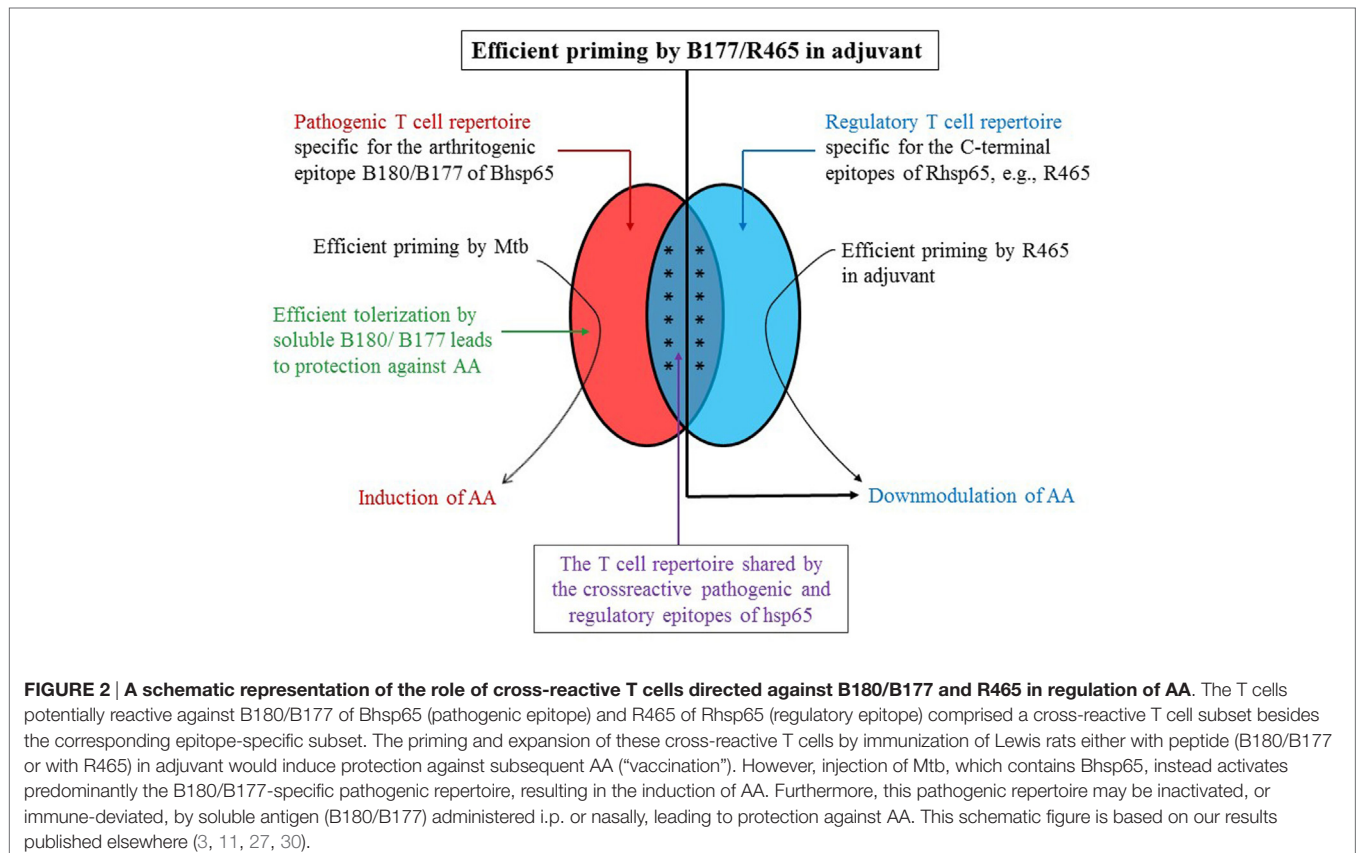 Efficient priming by B177/R465 in adjuvant
Pathogenic T cell repertoire
specific for the arthritogenic
epitope B180/B177 of Bhsp65
Regulatory T cell repertoire
specific for the C-terminal
epitopes of Rhsp65, e.g., R465
Efficient priming by Mtb
Efficient priming by R465
in adjuvant
Efficient tolerization by
soluble B180/ B177 leads
to protection against AA
* *
* *
* *
* *
* *
* *
Induction of AA
Downmodulation of AA
The T cell repertoire shared by
the crossreactive pathogenic and
regulatory epitopes of hsp65
FIGURE 2 | A schematic representation of the role of cross-reactive T cells directed against B180/B177 and R465 in regulation of AA. The T cells
potentially reactive against B180/B177 of Bhsp65 (pathogenic epitope) and R465 of Rhsp65 (regulatory epitope) comprised a cross-reactive T cell subset besides
the corresponding epitope-specific subset. The priming and expansion of these cross-reactive T cells by immunization of Lewis rats either with peptide (B180/B177
or with R465) in adjuvant would induce protection against subsequent AA (“vaccination”). However, injection of Mtb, which contains Bhsp65, instead activates
predominantly the B180/B177-specific pathogenic repertoire, resulting in the induction of AA. Furthermore, this pathogenic repertoire may be inactivated, or
immune-deviated, by soluble antigen (B180/B177) administered i.p. or nasally, leading to protection against AA. This schematic figure is based on our results
published elsewhere (3, 11, 27, 30).